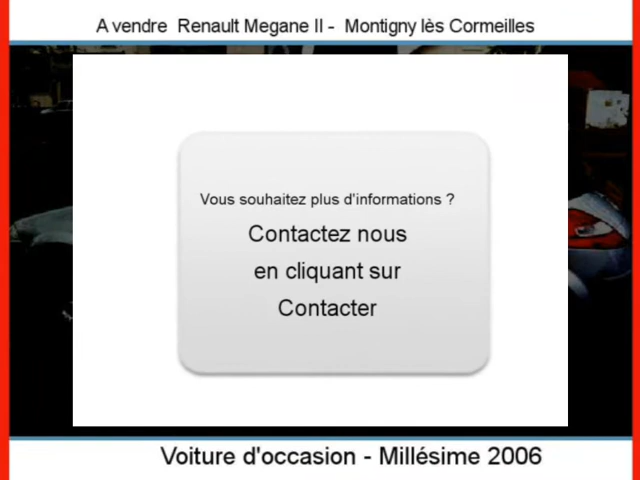 A vendre Renault Megane II - Montigny lès Cormeilles
Vous souhaitez plus d'informations ?
Contactez nous
en cliquant sur
Contacter
Voiture d'occasion - Millésime 2006